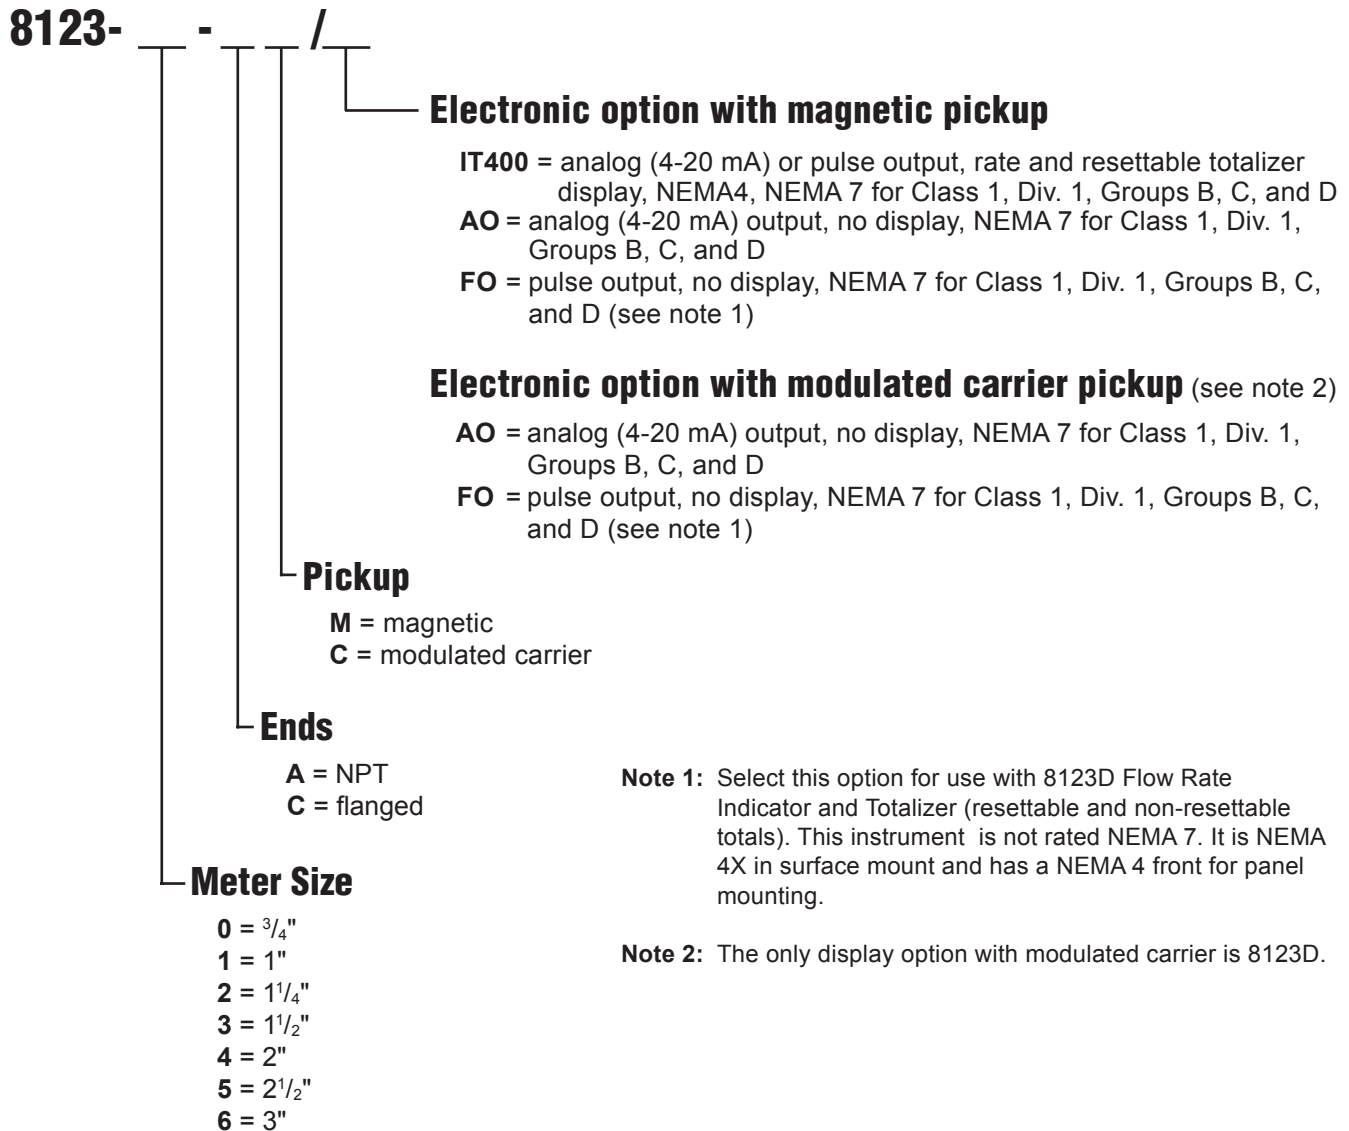 8123- __ - _ _ /__
Electronic option with magnetic pickup
IT400 = analog (4-20 mA) or pulse output, rate and resettable totalizer
display, NEMA4, NEMA 7 for Class 1, Div. 1, Groups B, C, and D
AO = analog (4-20 mA) output, no display, NEMA 7 for Class 1, Div. 1,
Groups B, C, and D
FO = pulse output, no display, NEMA 7 for Class 1, Div. 1, Groups B, C,
and D (see note 1)
Electronic option with modulated carrier pickup (see note 2)
AO = analog (4-20 mA) output, no display, NEMA 7 for Class 1, Div. 1,
Groups B, C, and D
FO = pulse output, no display, NEMA 7 for Class 1, Div. 1, Groups B, C,
and D (see note 1)
Pickup
M = magnetic
C = modulated carrier
Ends
A = NPT
C = flanged
Meter Size
0 = 3/4"
1 = 1"
2 = 1 1/4"
3 = 1 1/2"
4 = 2"
5 = 2 1/2"
6 = 3"
Note 1: Select this option for use with 8123D Flow Rate
Indicator and Totalizer (resettable and non-resettable
totals). This instrument is not rated NEMA 7. It is NEMA
4X in surface mount and has a NEMA 4 front for panel
mounting.
Note 2: The only display option with modulated carrier is 8123D.